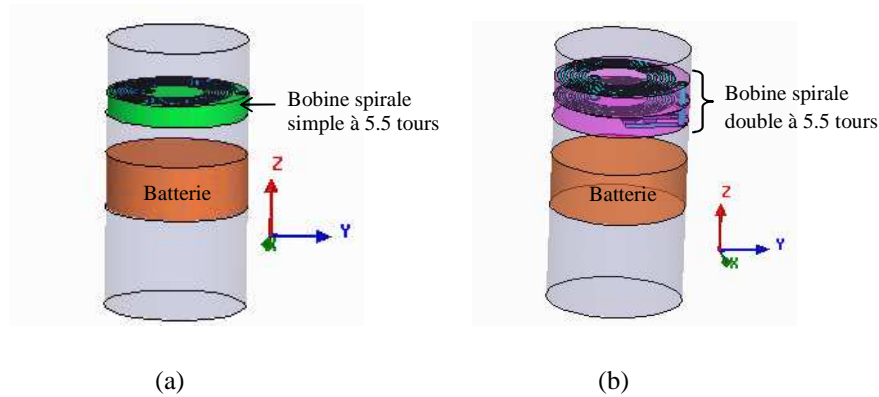 Bobine spirale
simple à 5.5 tours
Batterie
Z
Y
X
(a)
Bobine spirale
double à 5.5 tours
Batterie
Z
Y
X
(b)